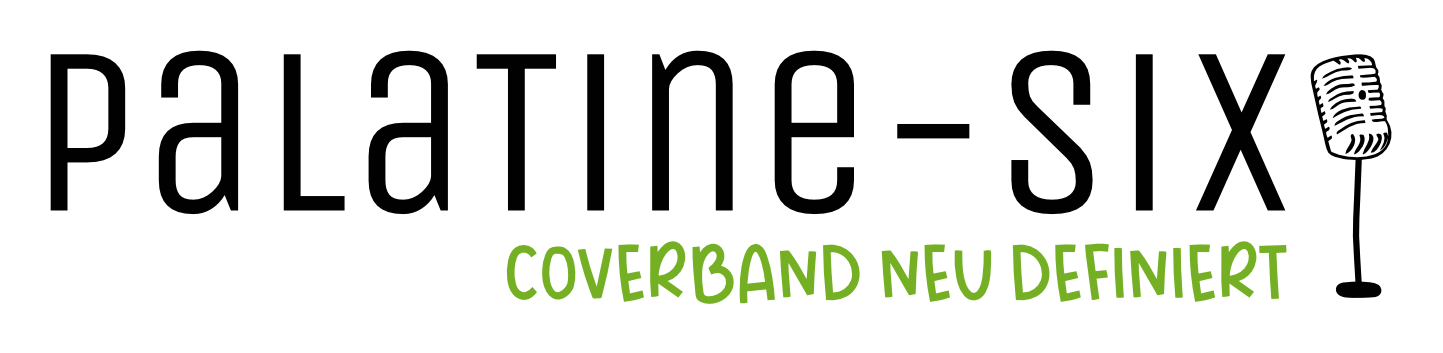 PALATINE-SIX
COVERBAND NEU DEFINIERT